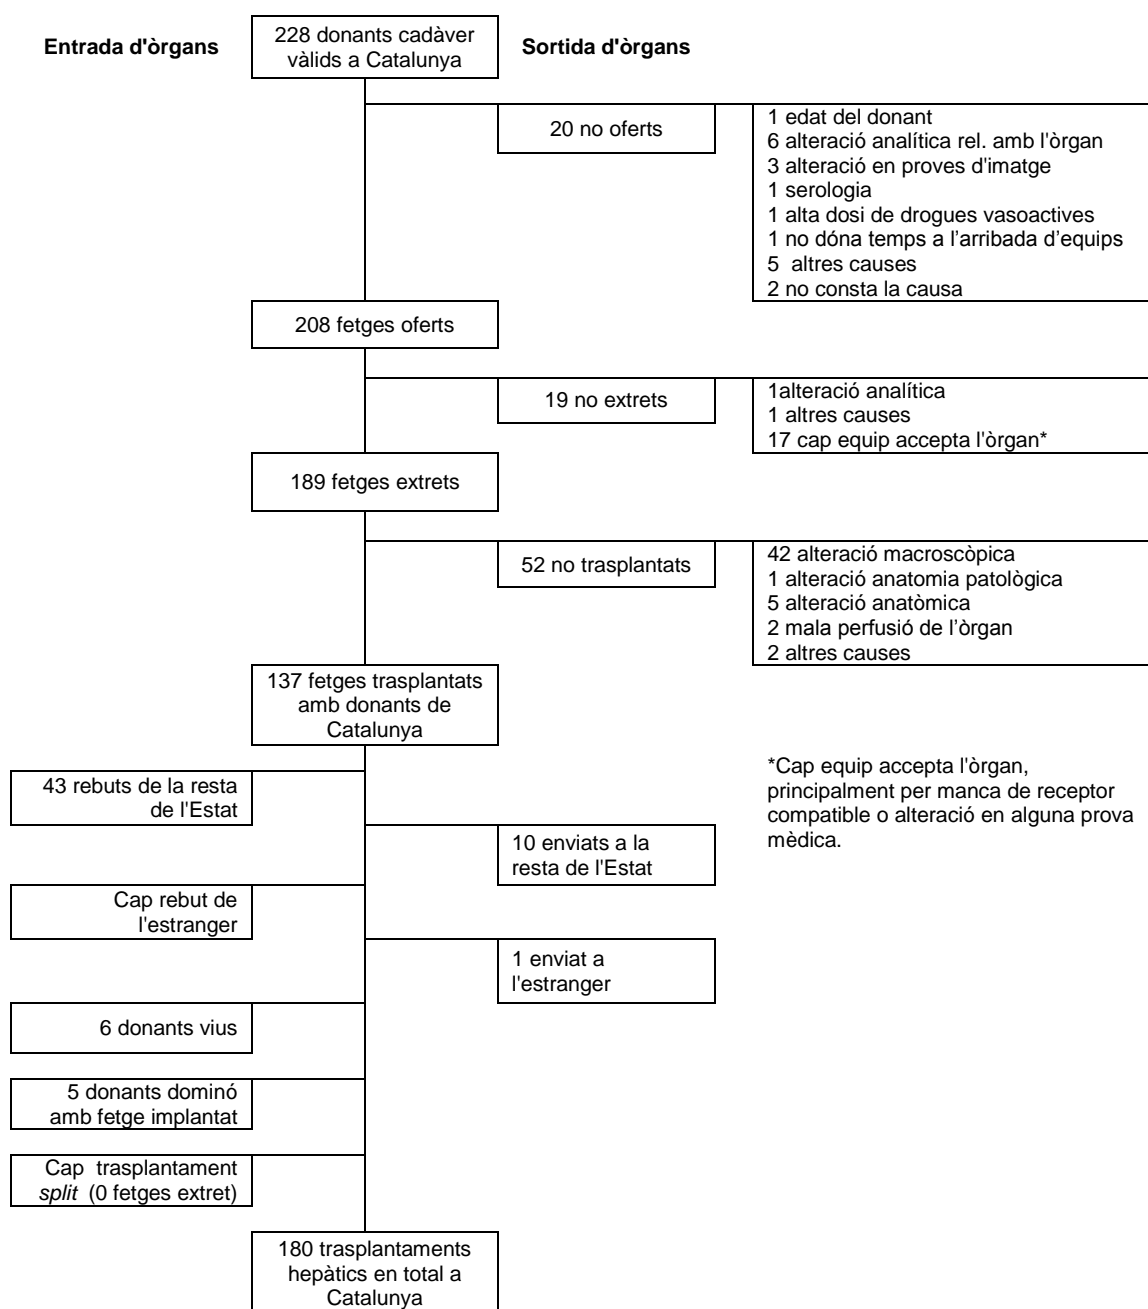 Entrada d'òrgans
228 donants cadàver
vàlids a Catalunya
Sortida d'òrgans
20 no oferts
1 edat del donant
6 alteració analítica rel. amb l'òrgan
3 alteració en proves d'imatge
1 serologia
1 alta dosi de drogues vasoactives
1 no dóna temps a l’arribada d’equips
5 altres causes
2 no consta la causa
208 fetges oferts
19 no extrets
1alteració analítica
1 altres causes
17 cap equip accepta l'òrgan*
189 fetges extrets
52 no trasplantats
42 alteració macroscòpica
1 alteració anatomia patològica
5 alteració anatòmica
2 mala perfusió de l’òrgan
2 altres causes
137 fetges trasplantats
amb donants de
Catalunya
43 rebuts de la resta
de l'Estat
*Cap equip accepta l'òrgan,
principalment per manca de receptor
compatible o alteració en alguna prova
mèdica.
10 enviats a la
resta de l'Estat
Cap rebut de
l'estranger
1 enviat a
l'estranger
6 donants vius
5 donants dominó
amb fetge implantat
Cap trasplantament
split (0 fetges extret)
180 trasplantaments
hepàtics en total a
Catalunya